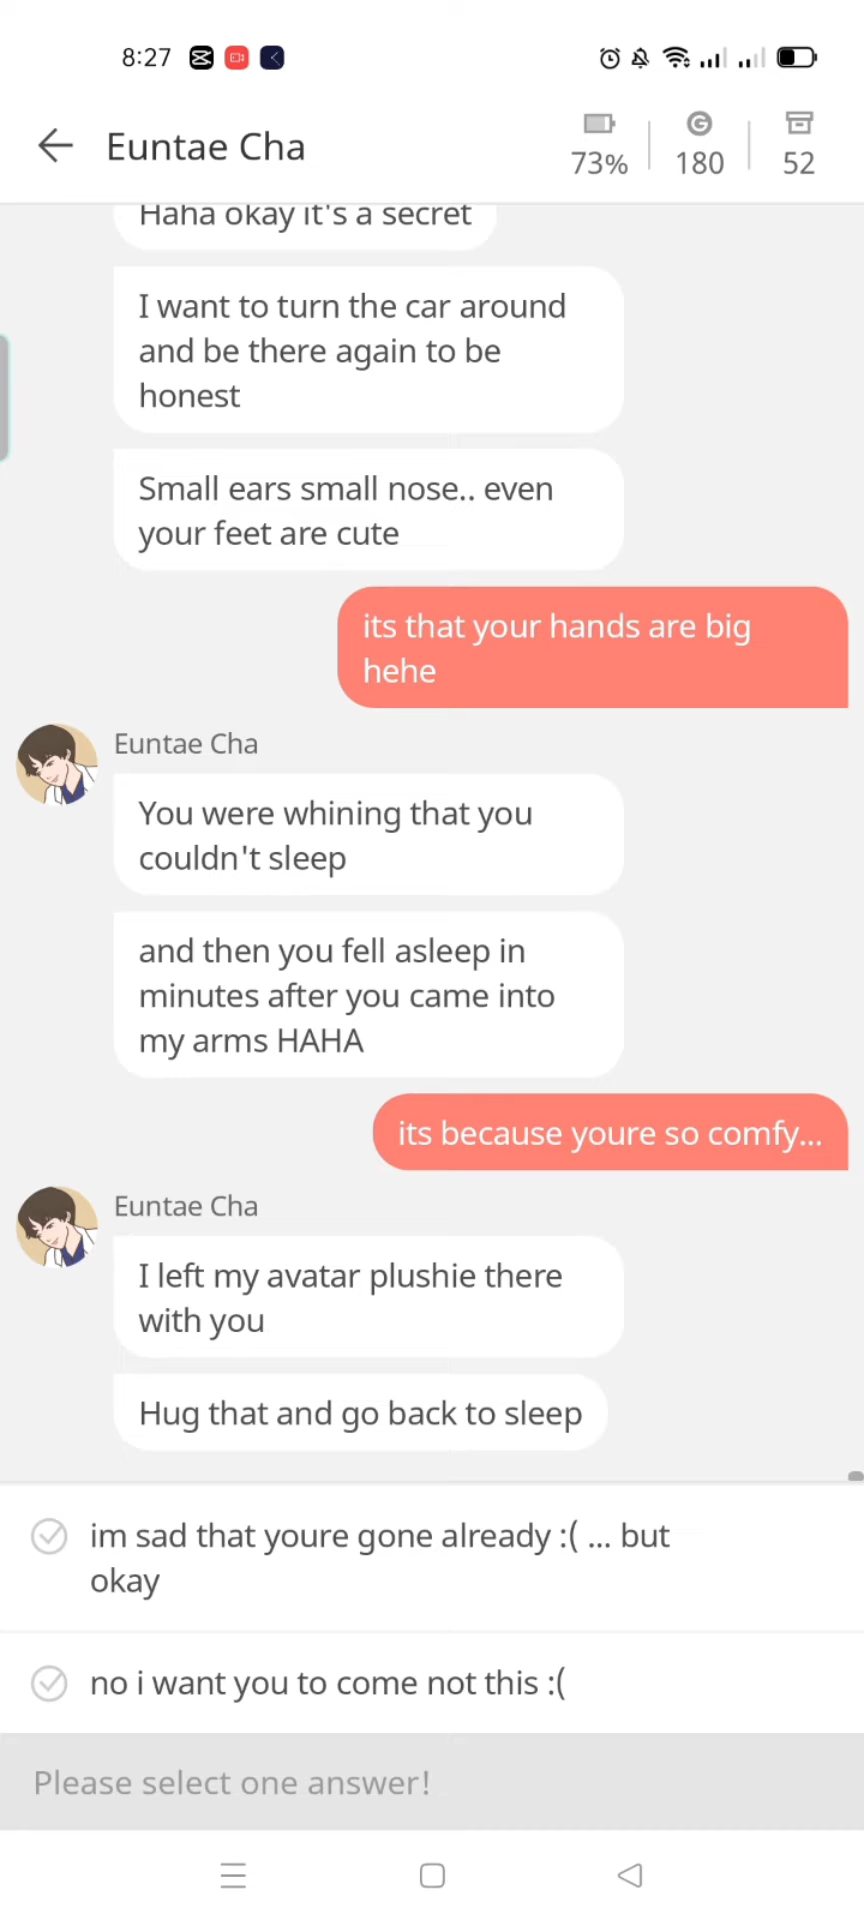 8:27
Euntae Cha
73%
180
52
Haha okay it's a secret
I want to turn the car around
and be there again to be
honest
Small ears small nose.. even
your feet are cute
its that your hands are big
hehe
Euntae Cha
You were whining that you
couldn't sleep
and then you fell asleep in
minutes after you came into
my arms HAHA
its because youre so comfy...
Euntae Cha
I left my avatar plushie there
with you
Hug that and go back to sleep
im sad that youre gone already :( ... but
okay
no i want you to come not this :(
Please select one answer!